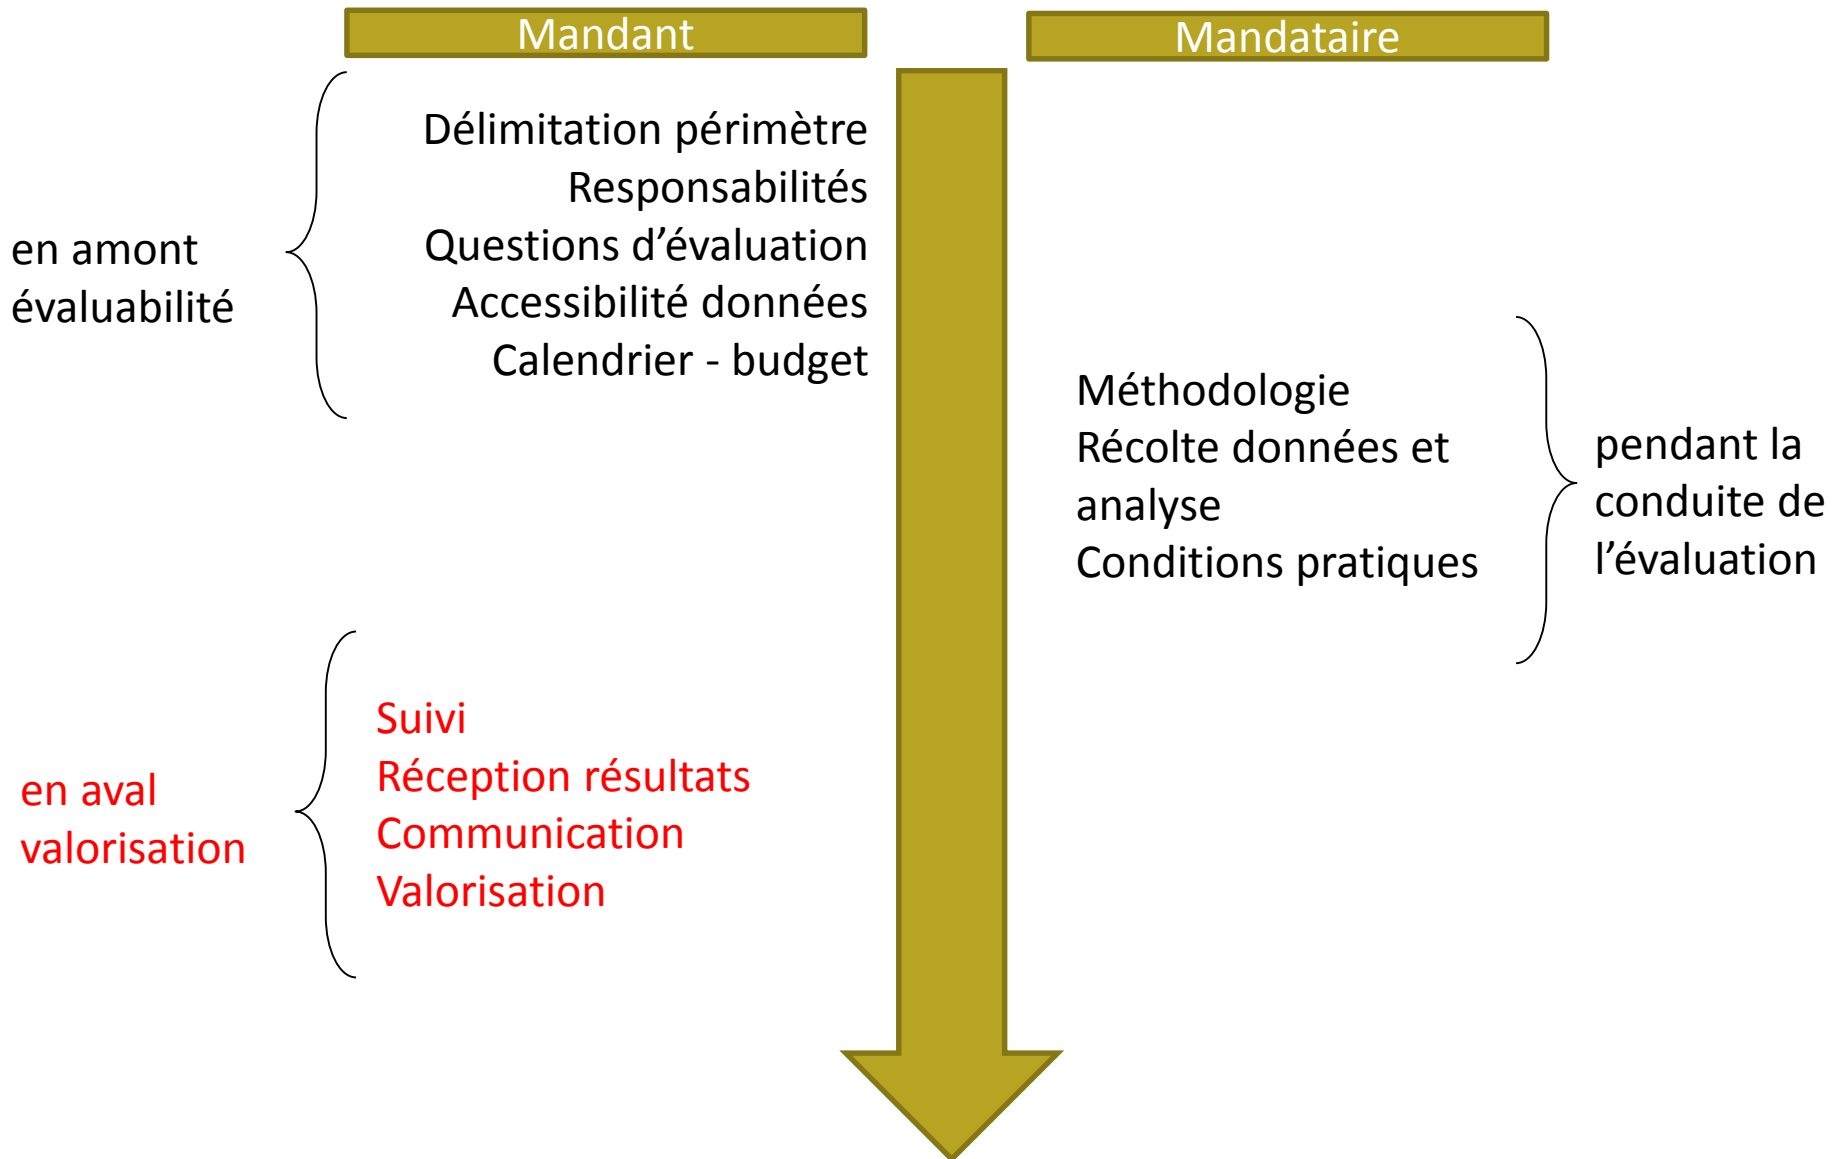 Mandant
Mandataire
en amont
évaluabilité
Délimitation périmètre
Responsabilités
Questions d’évaluation
Accessibilité données
Calendrier - budget
Méthodologie
Récolte données et
analyse
Conditions pratiques
pendant la
conduite de
l’évaluation
en aval
valorisation
Suivi
Réception résultats
Communication
Valorisation